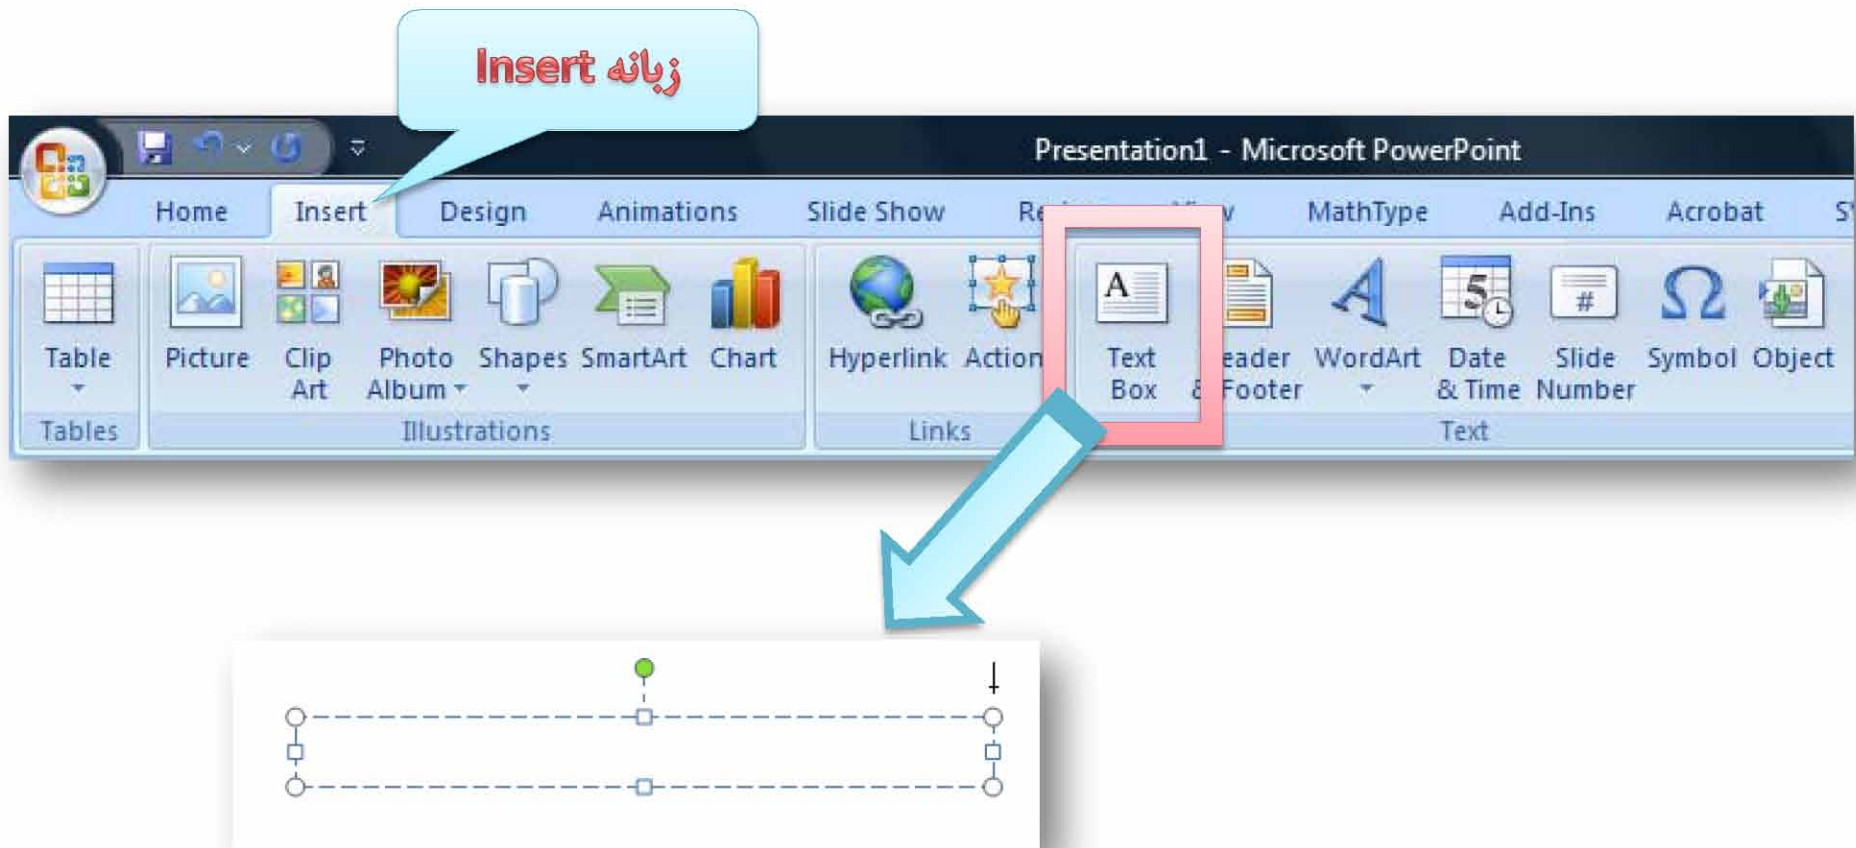 زبانه Insert
Presentation1 - Microsoft PowerPoint
Home Insert Design Animations Slide Show MathType Add-Ins Acrobat
Table Picture Clip Art Photo Album Shapes SmartArt Chart Hyperlink Action Text Box eader & Footer WordArt Date & Time Slide Number Symbol Object
Tables Illustrations Links Text